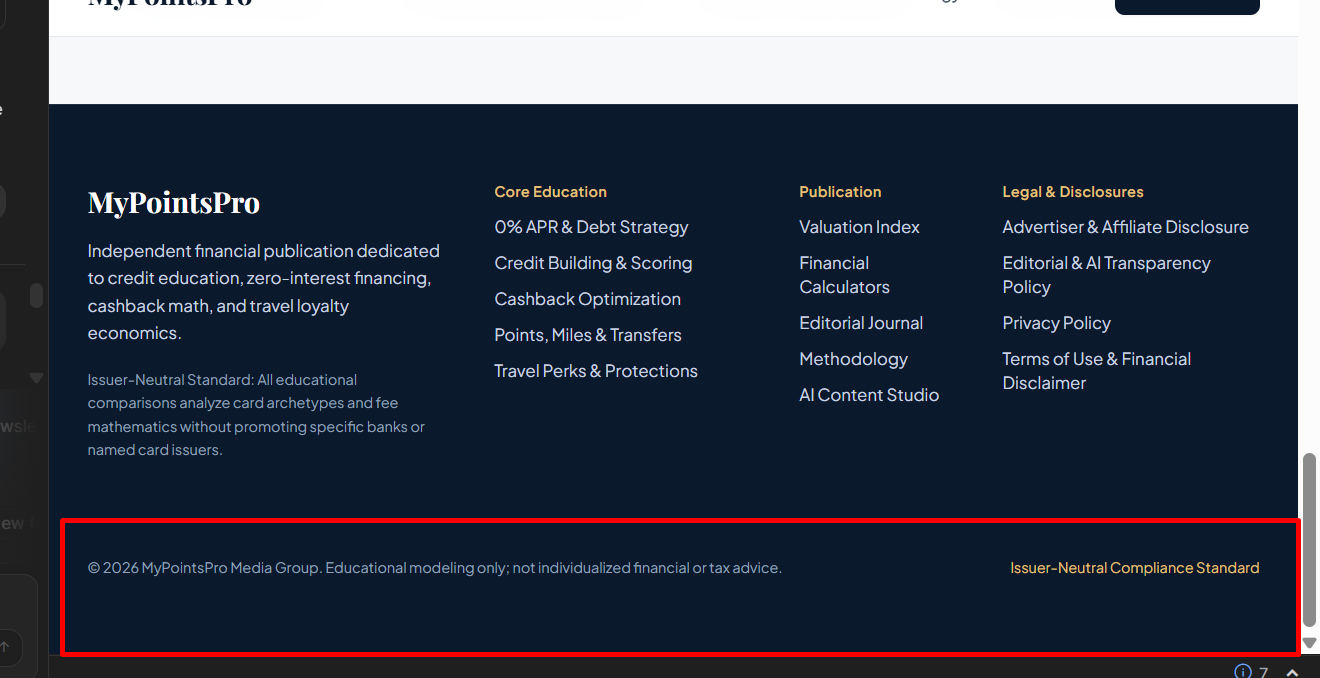 MyPointsPro
MyPointsPro
Independent financial publication dedicated
to credit education, zero-interest financing,
cashback math, and travel loyalty
economics.
Issuer-Neutral Standard: All educational
comparisons analyze card archetypes and fee
mathematics without promoting specific banks or
named card issuers.
Core Education
0% APR & Debt Strategy
Credit Building & Scoring
Cashback Optimization
Points, Miles & Transfers
Travel Perks & Protections
Publication
Valuation Index
Financial
Calculators
Editorial Journal
Methodology
AI Content Studio
Legal & Disclosures
Advertiser & Affiliate Disclosure
Editorial & AI Transparency
Policy
Privacy Policy
Terms of Use & Financial
Disclaimer
© 2026 MyPointsPro Media Group. Educational modeling only; not individualized financial or tax advice.
Issuer-Neutral Compliance Standard
7